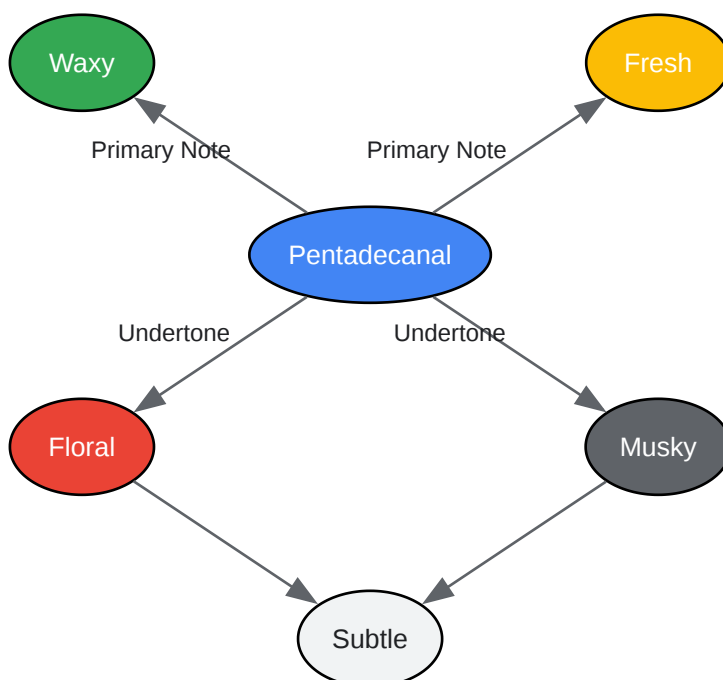 Waxy
Fresh
Primary Note
Primary Note
Pentadecanal
Undertone
Undertone
Floral
Musky
Subtle